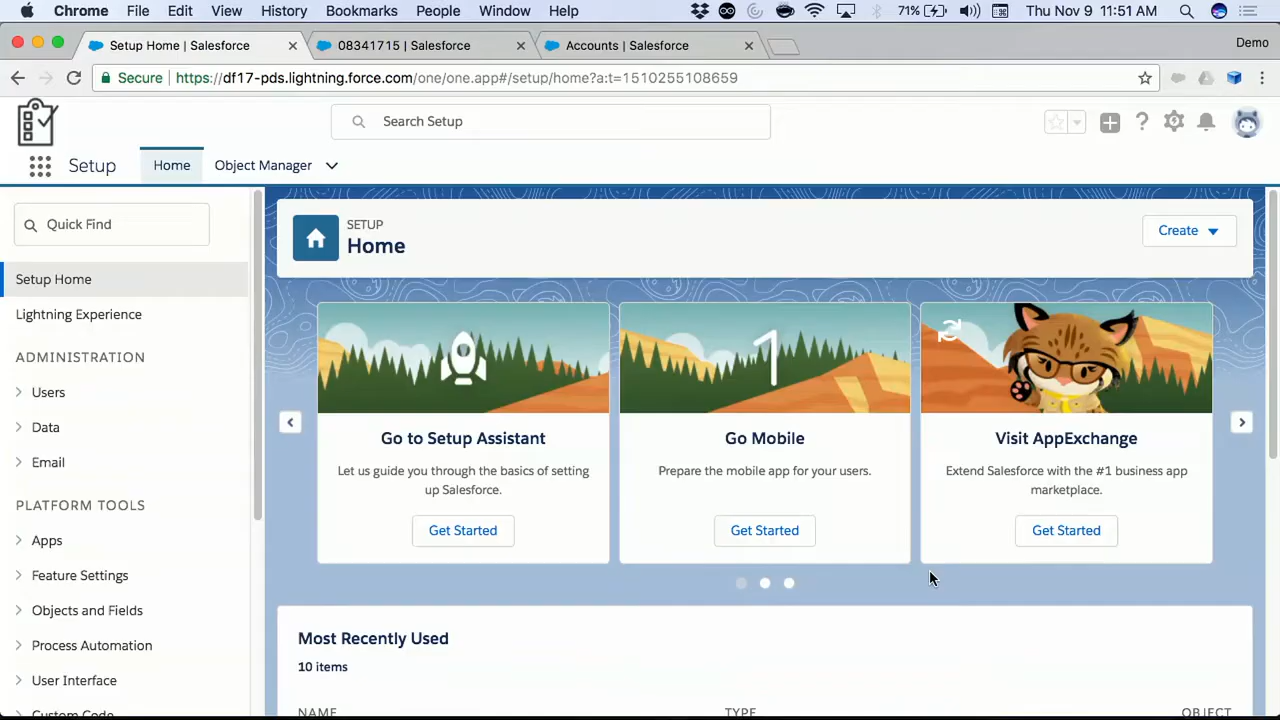 Chrome File Edit View History Bookmarks People Window Help 71% Thu Nov 9 11:51 AM
Setup Home | Salesforce 08341715 | Salesforce Accounts | Salesforce Demo
Secure https://df17-pds.lightning.force.com/one/one.app#/setup/home?a:t=1510255108659
Search Setup
Setup Home Object Manager
Quick Find
Setup Home
Lightning Experience
ADMINISTRATION
Users
Data
Email
PLATFORM TOOLS
Apps
Feature Settings
Objects and Fields
Process Automation
User Interface
Custom Code
SETUP
Home
Create
Go to Setup Assistant
Let us guide you through the basics of setting
up Salesforce.
Get Started
1
Go Mobile
Prepare the mobile app for your users.
Get Started
Visit AppExchange
Extend Salesforce with the #1 business app
marketplace.
Get Started
Most Recently Used
10 items
NAME TYPE OBJECT